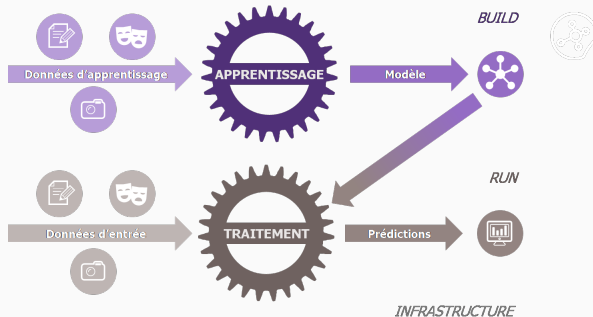 BUILD
Données d'apprentissage
APPRENTISSAGE
Modèle
RUN
Données d'entrée
TRAITEMENT
Prédictions
INFRASTRUCTURE